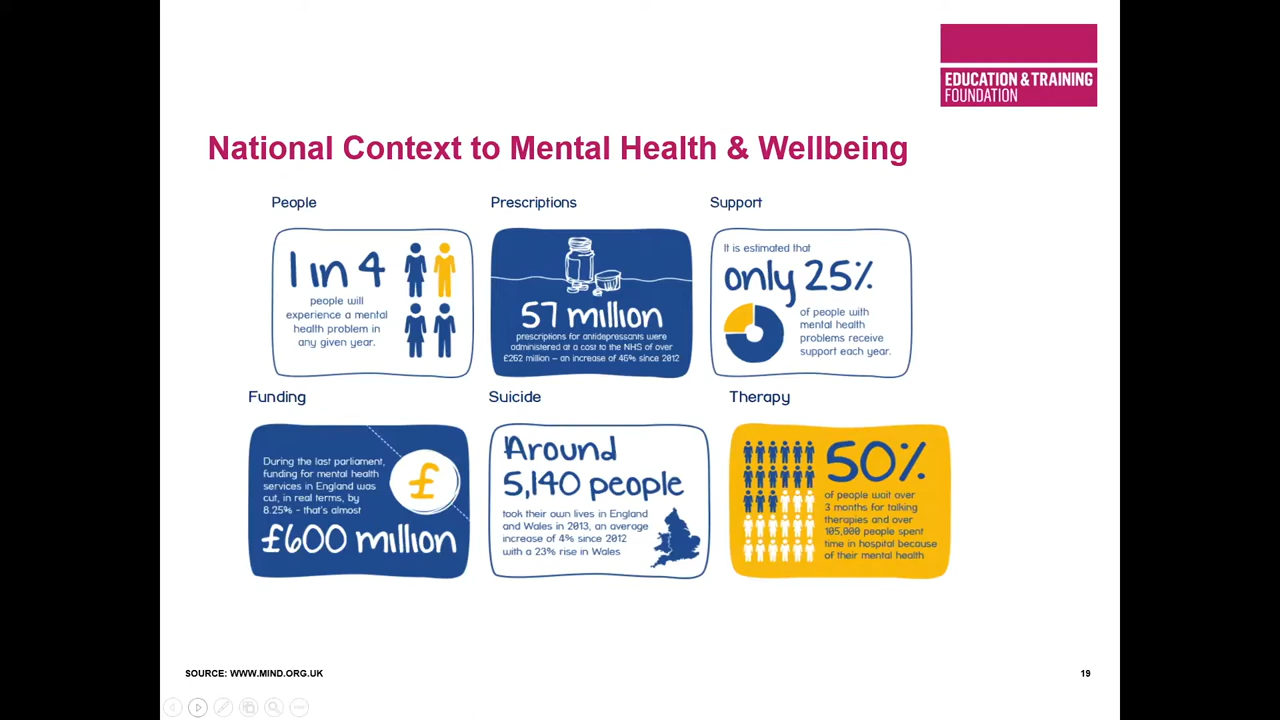 EDUCATION & TRAINING
FOUNDATION
National Context to Mental Health & Wellbeing
People
1 in 4
people will
experience a mental
health problem in
any given year.
Prescriptions
57 million
prescriptions for antidepressants were
administered at a cost to the NHS of over
£262 million – an increase of 46% since 2012
Support
It is estimated that
only 25%
of people with
mental health
problems receive
support each year.
Funding
During the last parliament,
funding for mental health
services in England was
cut, in real terms, by
8.25% - that's almost
£
£600 million
Suicide
Around
5,140 people
took their own lives in England
and Wales in 2013, an average
increase of 4% since 2012
with a 23% rise in Wales
Therapy
50%
of people wait over
3 months for talking
therapies and over
105,000 people spent
time in hospital because
of their mental health
SOURCE: WWW.MIND.ORG.UK
19